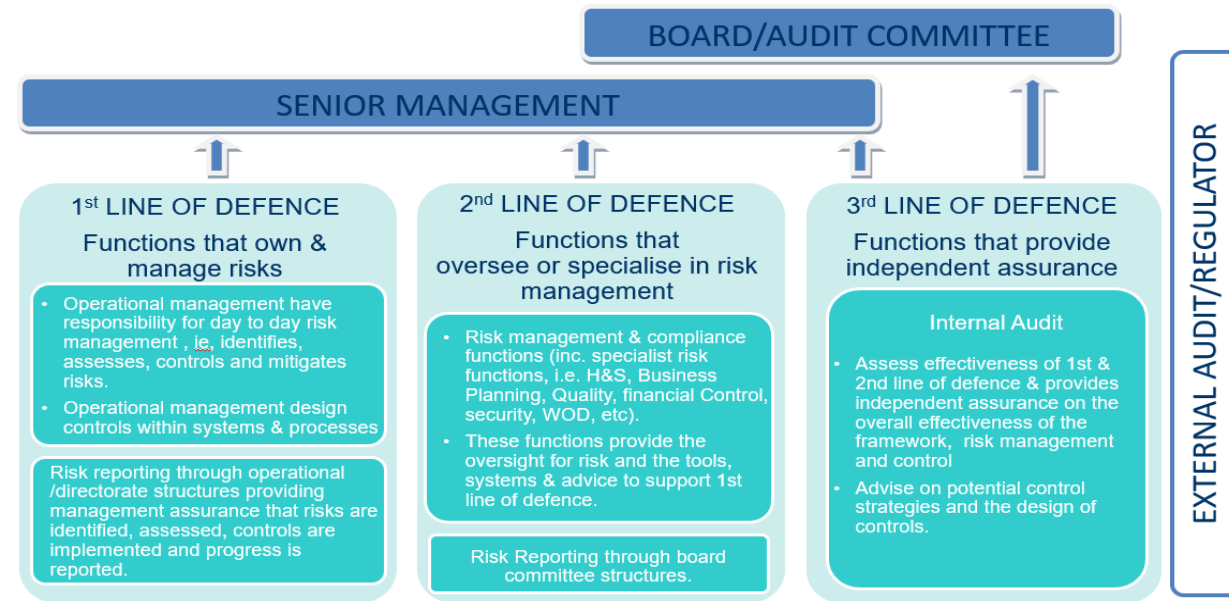 BOARD/AUDIT COMMITTEE
SENIOR MANAGEMENT
1st LINE OF DEFENCE
Functions that own &
manage risks
• Operational management have
responsibility for day to day risk
management , ie, identifies,
assesses, controls and mitigates
risks.
• Operational management design
controls within systems & processes
Risk reporting through operational
/directorate structures providing
management assurance that risks are
identified, assessed, controls are
implemented and progress is
reported.
2nd LINE OF DEFENCE
Functions that
oversee or specialise in risk
management
• Risk management & compliance
functions (inc. specialist risk
functions, i.e. H&S, Business
Planning, Quality, financial Control,
security, WOD, etc).
• These functions provide the
oversight for risk and the tools,
systems & advice to support 1st
line of defence.
Risk Reporting through board
committee structures.
3rd LINE OF DEFENCE
Functions that provide
independent assurance
Internal Audit
• Assess effectiveness of 1st &
2nd line of defence & provides
independent assurance on the
overall effectiveness of the
framework, risk management
and control
• Advise on potential control
strategies and the design of
controls.
EXTERNAL AUDIT/REGULATOR